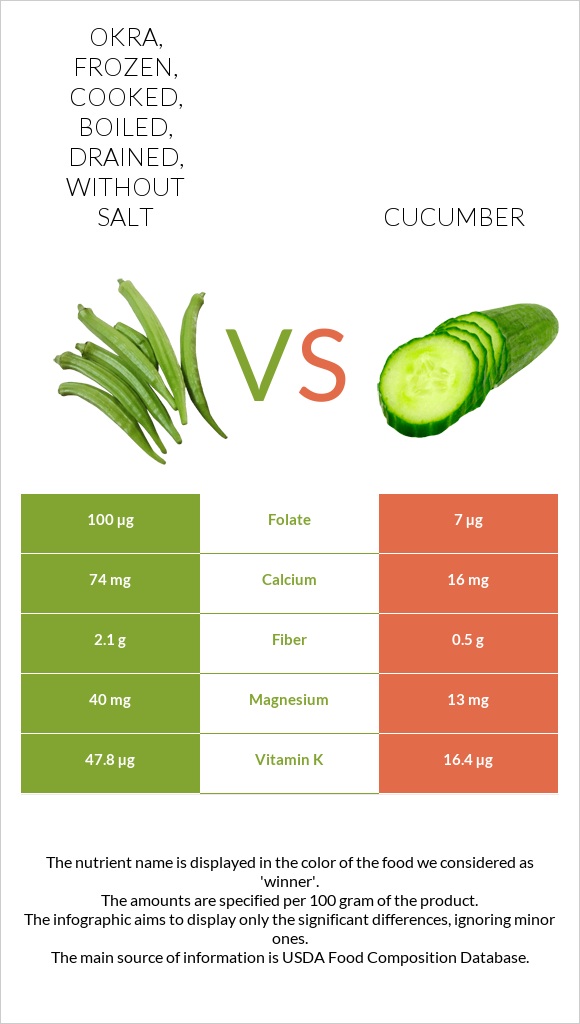 OKRA,
FROZEN,
COOKED,
BOILED,
DRAINED,
WITHOUT
SALT
CUCUMBER
VS
100 µg Folate 7 µg
74 mg Calcium 16 mg
2.1 g Fiber 0.5 g
40 mg Magnesium 13 mg
47.8 µg Vitamin K 16.4 µg
The nutrient name is displayed in the color of the food we considered as
'winner'.
The amounts are specified per 100 gram of the product.
The infographic aims to display only the significant differences, ignoring minor
ones.
The main source of information is USDA Food Composition Database.